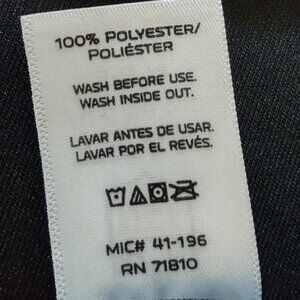 100% POLYESTER/
POLIÉSTER
WASH BEFORE USE.
WASH INSIDE OUT.
LAVAR ANTES DE USAR.
LAVAR POR EL REVÉS.
MIC# 41-196
RN 71810